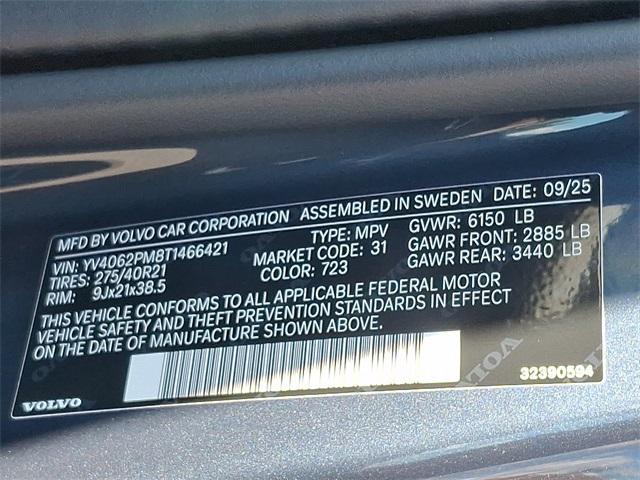 MFD BY VOLVO CAR CORPORATION ASSEMBLED IN SWEDEN DATE: 09/25
VIN: YV4062PM8T1466421 TYPE: MPV GVWR: 6150 LB
TIRES: 275/40R21 MARKET CODE: 31 GAWR FRONT: 2885 LB
RIM: 9Jx21x38.5 COLOR: 723 GAWR REAR: 3440 LB
THIS VEHICLE CONFORMS TO ALL APPLICABLE FEDERAL MOTOR
VEHICLE SAFETY AND THEFT PREVENTION STANDARDS IN EFFECT
ON THE DATE OF MANUFACTURE SHOWN ABOVE.
VOLVO 32390594